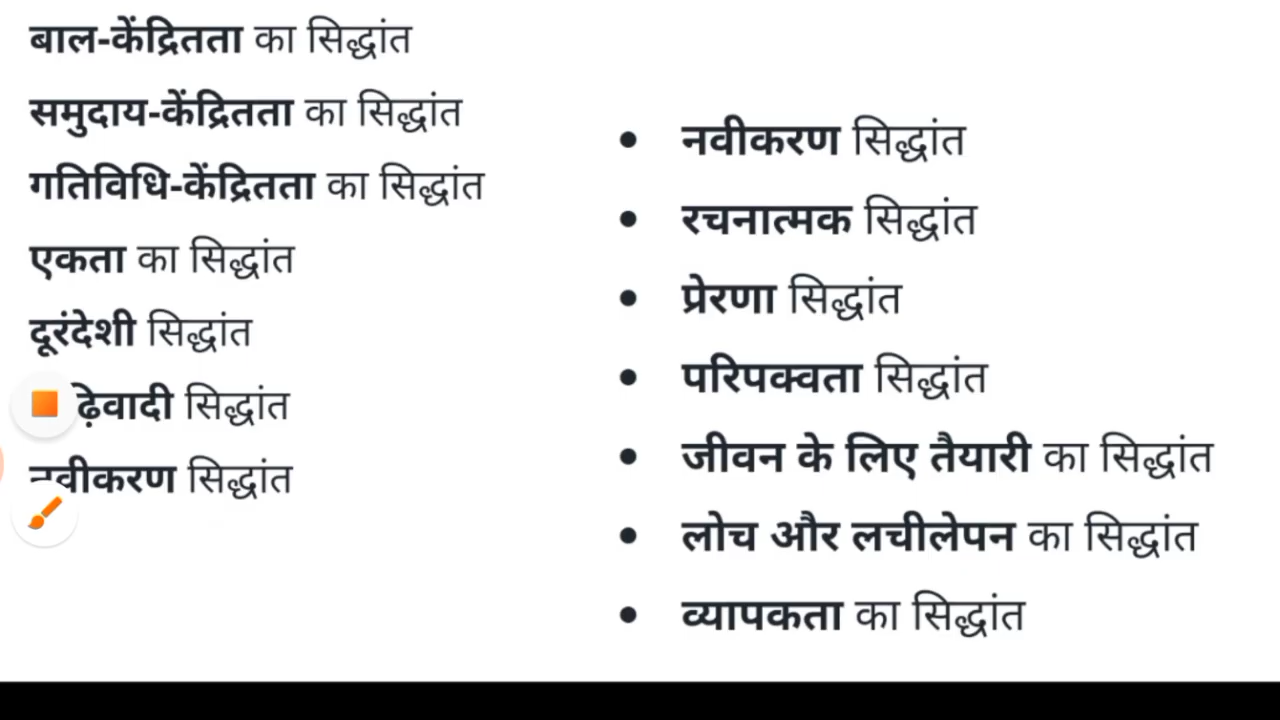 बाल-केंद्रितता का सिद्धांत
समुदाय-केंद्रितता का सिद्धांत
गतिविधि-केंद्रितता का सिद्धांत
एकता का सिद्धांत
दूरंदेशी सिद्धांत
सिद्धांत
नवीकरण सिद्धांत
• नवीकरण सिद्धांत
• रचनात्मक सिद्धांत
• प्रेरणा सिद्धांत
• परिपक्वता सिद्धांत
• जीवन के लिए तैयारी का सिद्धांत
• लोच और लचीलेपन का सिद्धांत
• व्यापकता का सिद्धांत